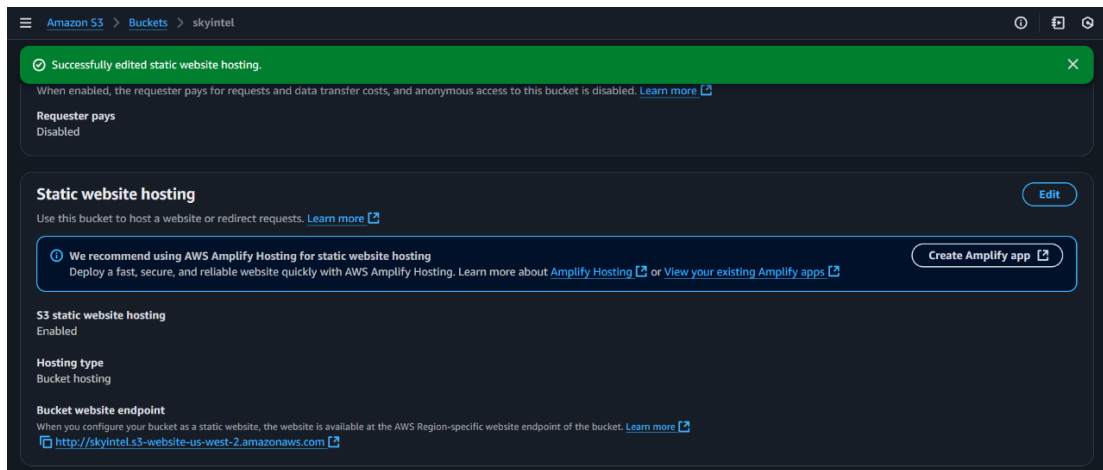 Amazon S3 > Buckets > skyintel
Successfully edited static website hosting.
When enabled, the requester pays for requests and data transfer costs, and anonymous access to this bucket is disabled. Learn more
Requester pays
Disabled
Static website hosting
Edit
Use this bucket to host a website or redirect requests. Learn more
We recommend using AWS Amplify Hosting for static website hosting
Create Amplify app
Deploy a fast, secure, and reliable website quickly with AWS Amplify Hosting. Learn more about Amplify Hosting or View your existing Amplify apps
S3 static website hosting
Enabled
Hosting type
Bucket hosting
Bucket website endpoint
When you configure your bucket as a static website, the website is available at the AWS Region-specific website endpoint of the bucket. Learn more
http://skyintel.s3-website-us-west-2.amazonaws.com